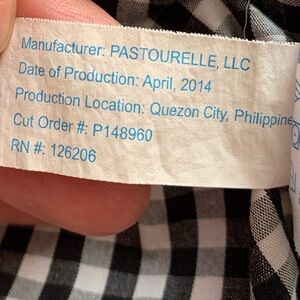 Manufacturer: PASTOURELLE, LLC
Date of Production: April, 2014
Production Location: Quezon City, Philippine
Cut Order #: P148960
RN #: 126206